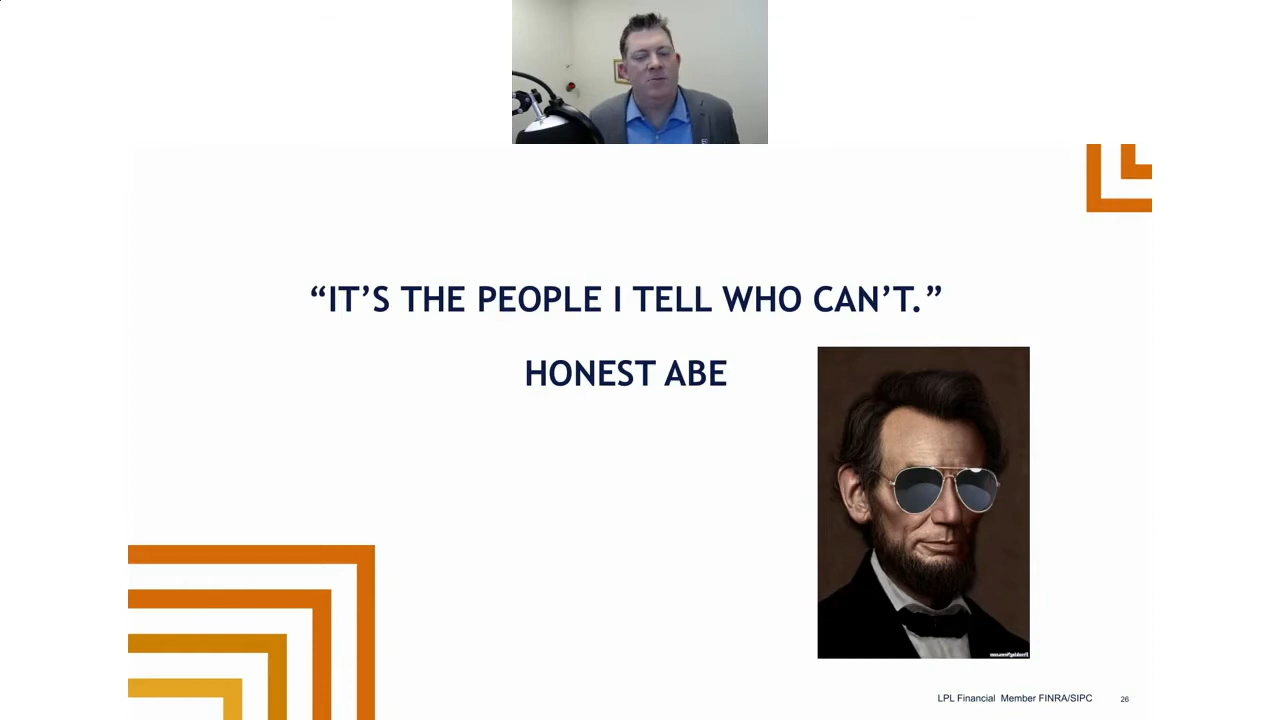 “IT’S THE PEOPLE I TELL WHO CAN’T.”
HONEST ABE
LPL Financial Member FINRA/SIPC
26